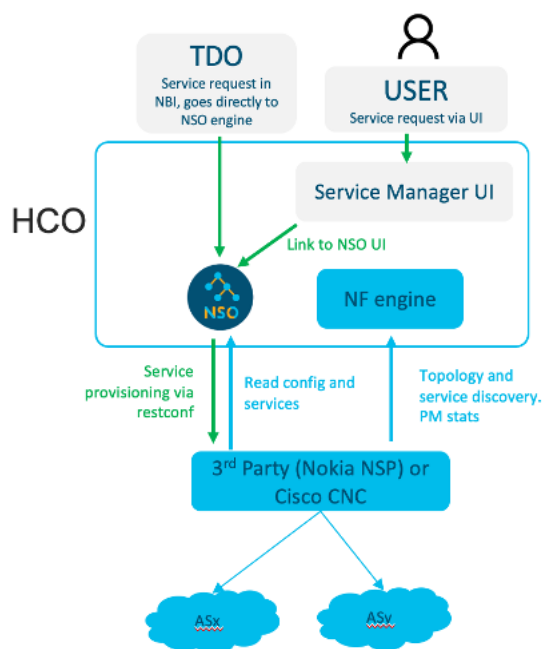 TDO
Service request in
NBI, goes directly to
NSO engine
USER
Service request via UI
HCO
Service Manager UI
Link to NSO UI
NSO
NF engine
Service
provisioning via
restconf
Read config and
services
Topology and
service discovery.
PM stats
3rd Party (Nokia NSP) or
Cisco CNC
ASx
ASy